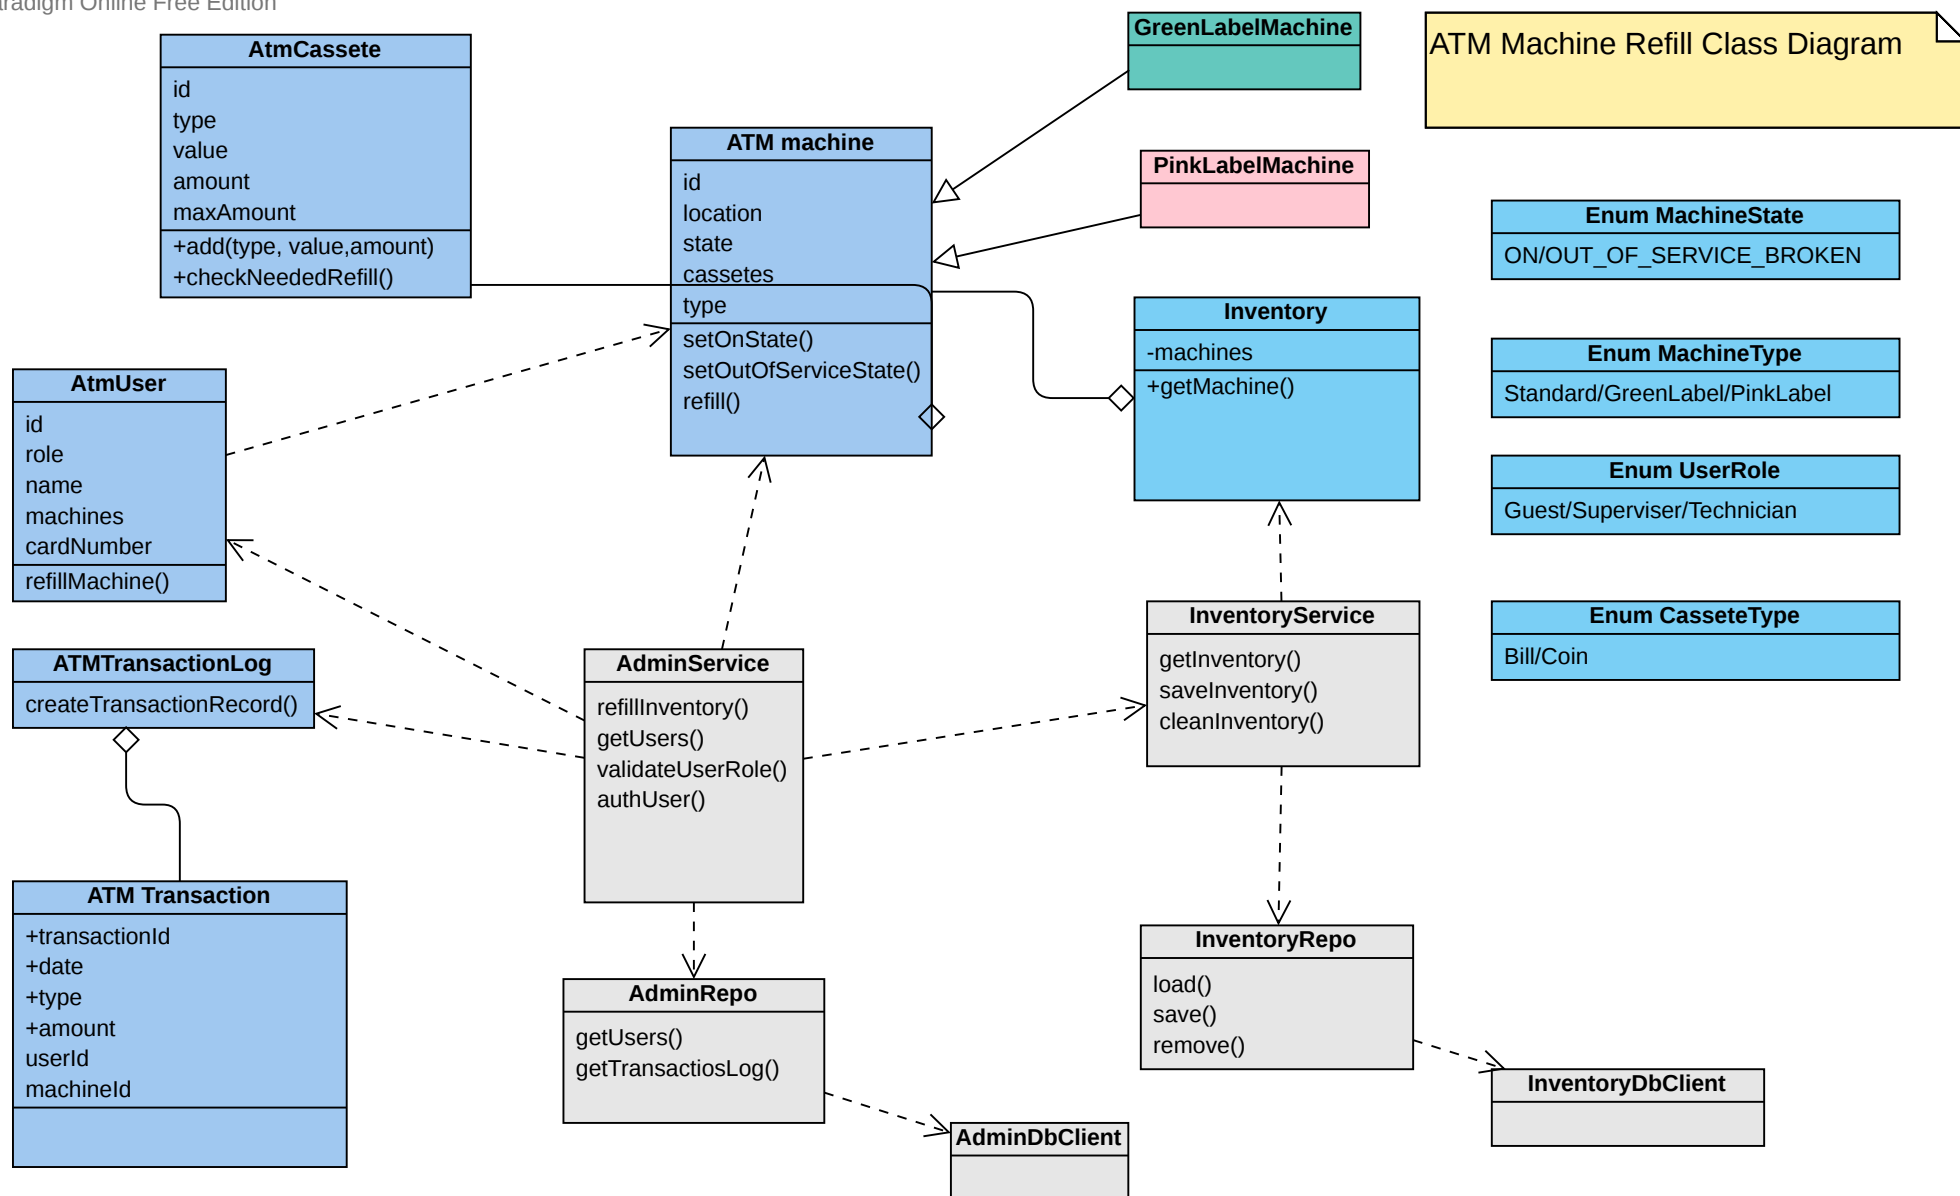 Paradigm Online Free Edition
AtmCassete
id
type
value
amount
maxAmount
+add(type, value,amount)
+checkNeededRefill()
ATM machine
id
location
state
cassetes
type
setOnState()
setOutOfServiceState()
refill()
GreenLabelMachine
PinkLabelMachine
ATM Machine Refill Class Diagram
Enum MachineState
ON/OUT_OF_SERVICE_BROKEN
Inventory
-machines
+getMachine()
Enum MachineType
Standard/GreenLabel/PinkLabel
Enum UserRole
Guest/Superviser/Technician
Enum CasseteType
Bill/Coin
AtmUser
id
role
name
machines
cardNumber
refillMachine()
ATMTransactionLog
createTransactionRecord()
AdminService
refillInventory()
getUsers()
validateUserRole()
authUser()
InventoryService
getInventory()
saveInventory()
cleanInventory()
ATM Transaction
+transactionId
+date
+type
+amount
userId
machineId
AdminRepo
getUsers()
getTransactiosLog()
InventoryRepo
load()
save()
remove()
AdminDbClient
InventoryDbClient